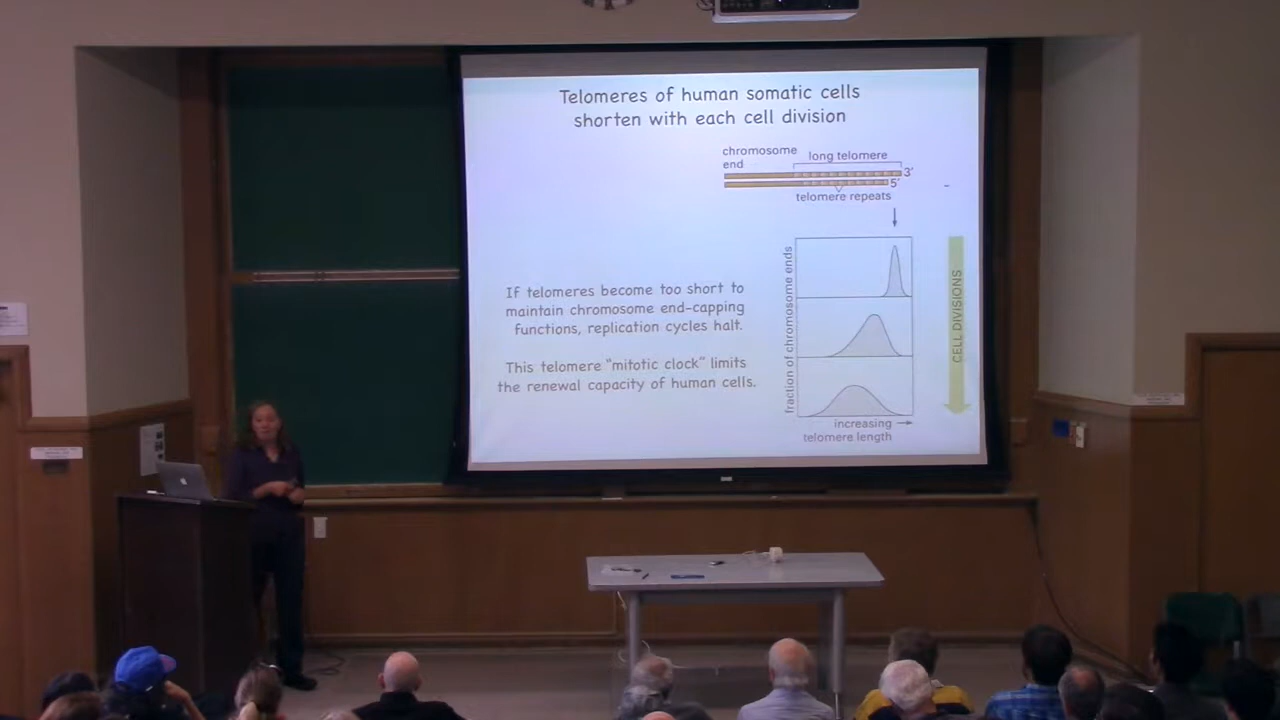 Telomeres of human somatic cells
shorten with each cell division
chromosome
end
long telomere
3'
5'
telomere repeats
If telomeres become too short to
maintain chromosome end-capping
functions, replication cycles halt.
This telomere "mitotic clock" limits
the renewal capacity of human cells.
fraction of chromosome ends
CELL DIVISIONS
increasing
telomere length